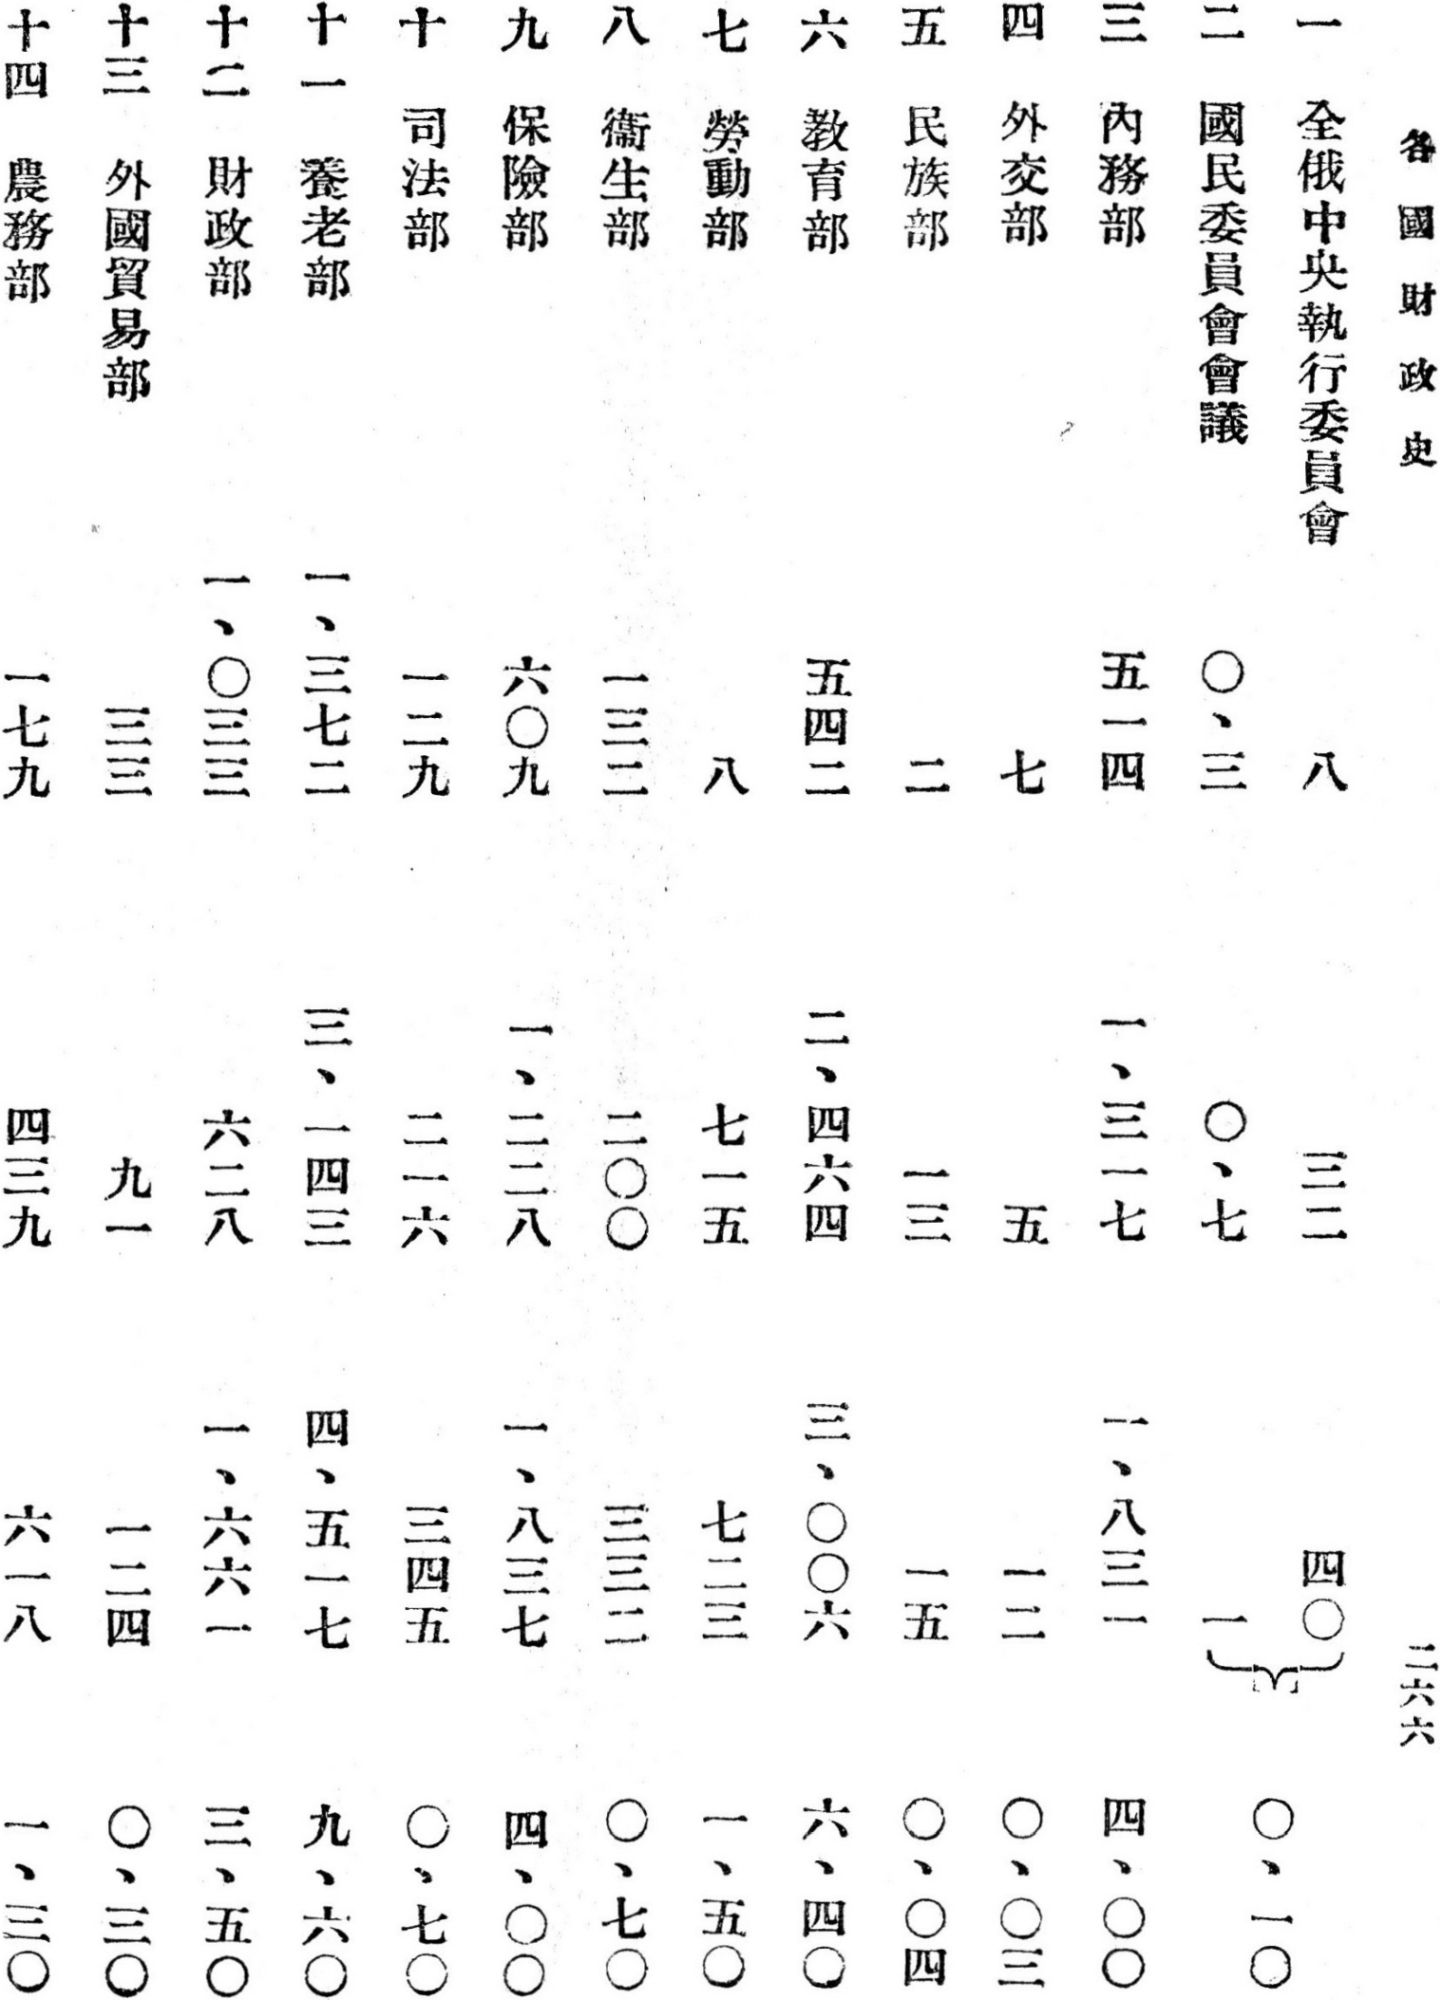 各國財政史
二六六
一 全俄中央執行委員會 八 三二 四〇
二 國民委員會會議 〇、三 〇、七 一
〇、一〇
三 內務部 五一四 一、三一七 一、八三一 四、〇〇
四 外交部 七 五 一二 〇、〇三
五 民族部 二 一三 一五 〇、〇四
六 教育部 五四二 二、四六四 三、〇〇六 六、四〇
七 勞動部 八 七一五 七二三 一、五〇
八 衞生部 一三二 二〇〇 三三二 〇、七〇
九 保險部 六〇九 一、二二八 一、八三七 四、〇〇
十 司法部 一二九 二一六 三四五 〇、七〇
十一 養老部 一、三七二 三、一四三 四、五一七 九、六〇
十二 財政部 一、〇三三 六二八 一、六六一 三、五〇
十三 外國貿易部 三三 九一 一二四 〇、三〇
十四 農務部 一七九 四三九 六一八 一、三〇